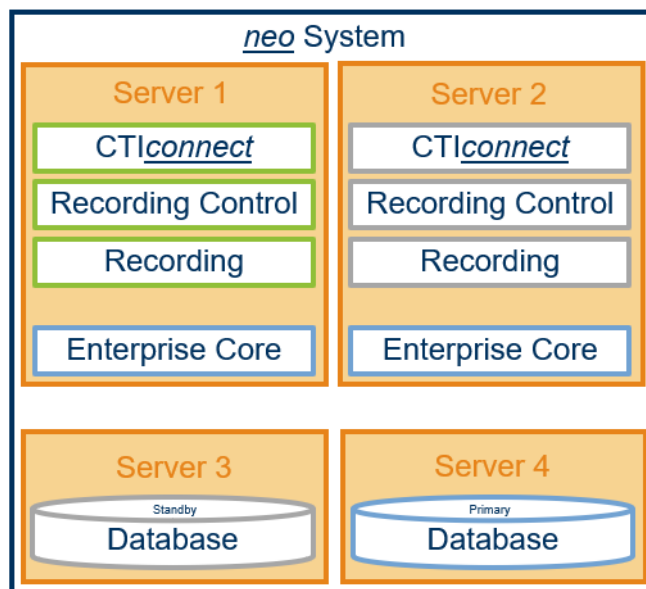 neo System
Server 1
CTIconnect
Recording Control
Recording
Enterprise Core
Server 2
CTIconnect
Recording Control
Recording
Enterprise Core
Server 3
Standby
Database
Server 4
Primary
Database